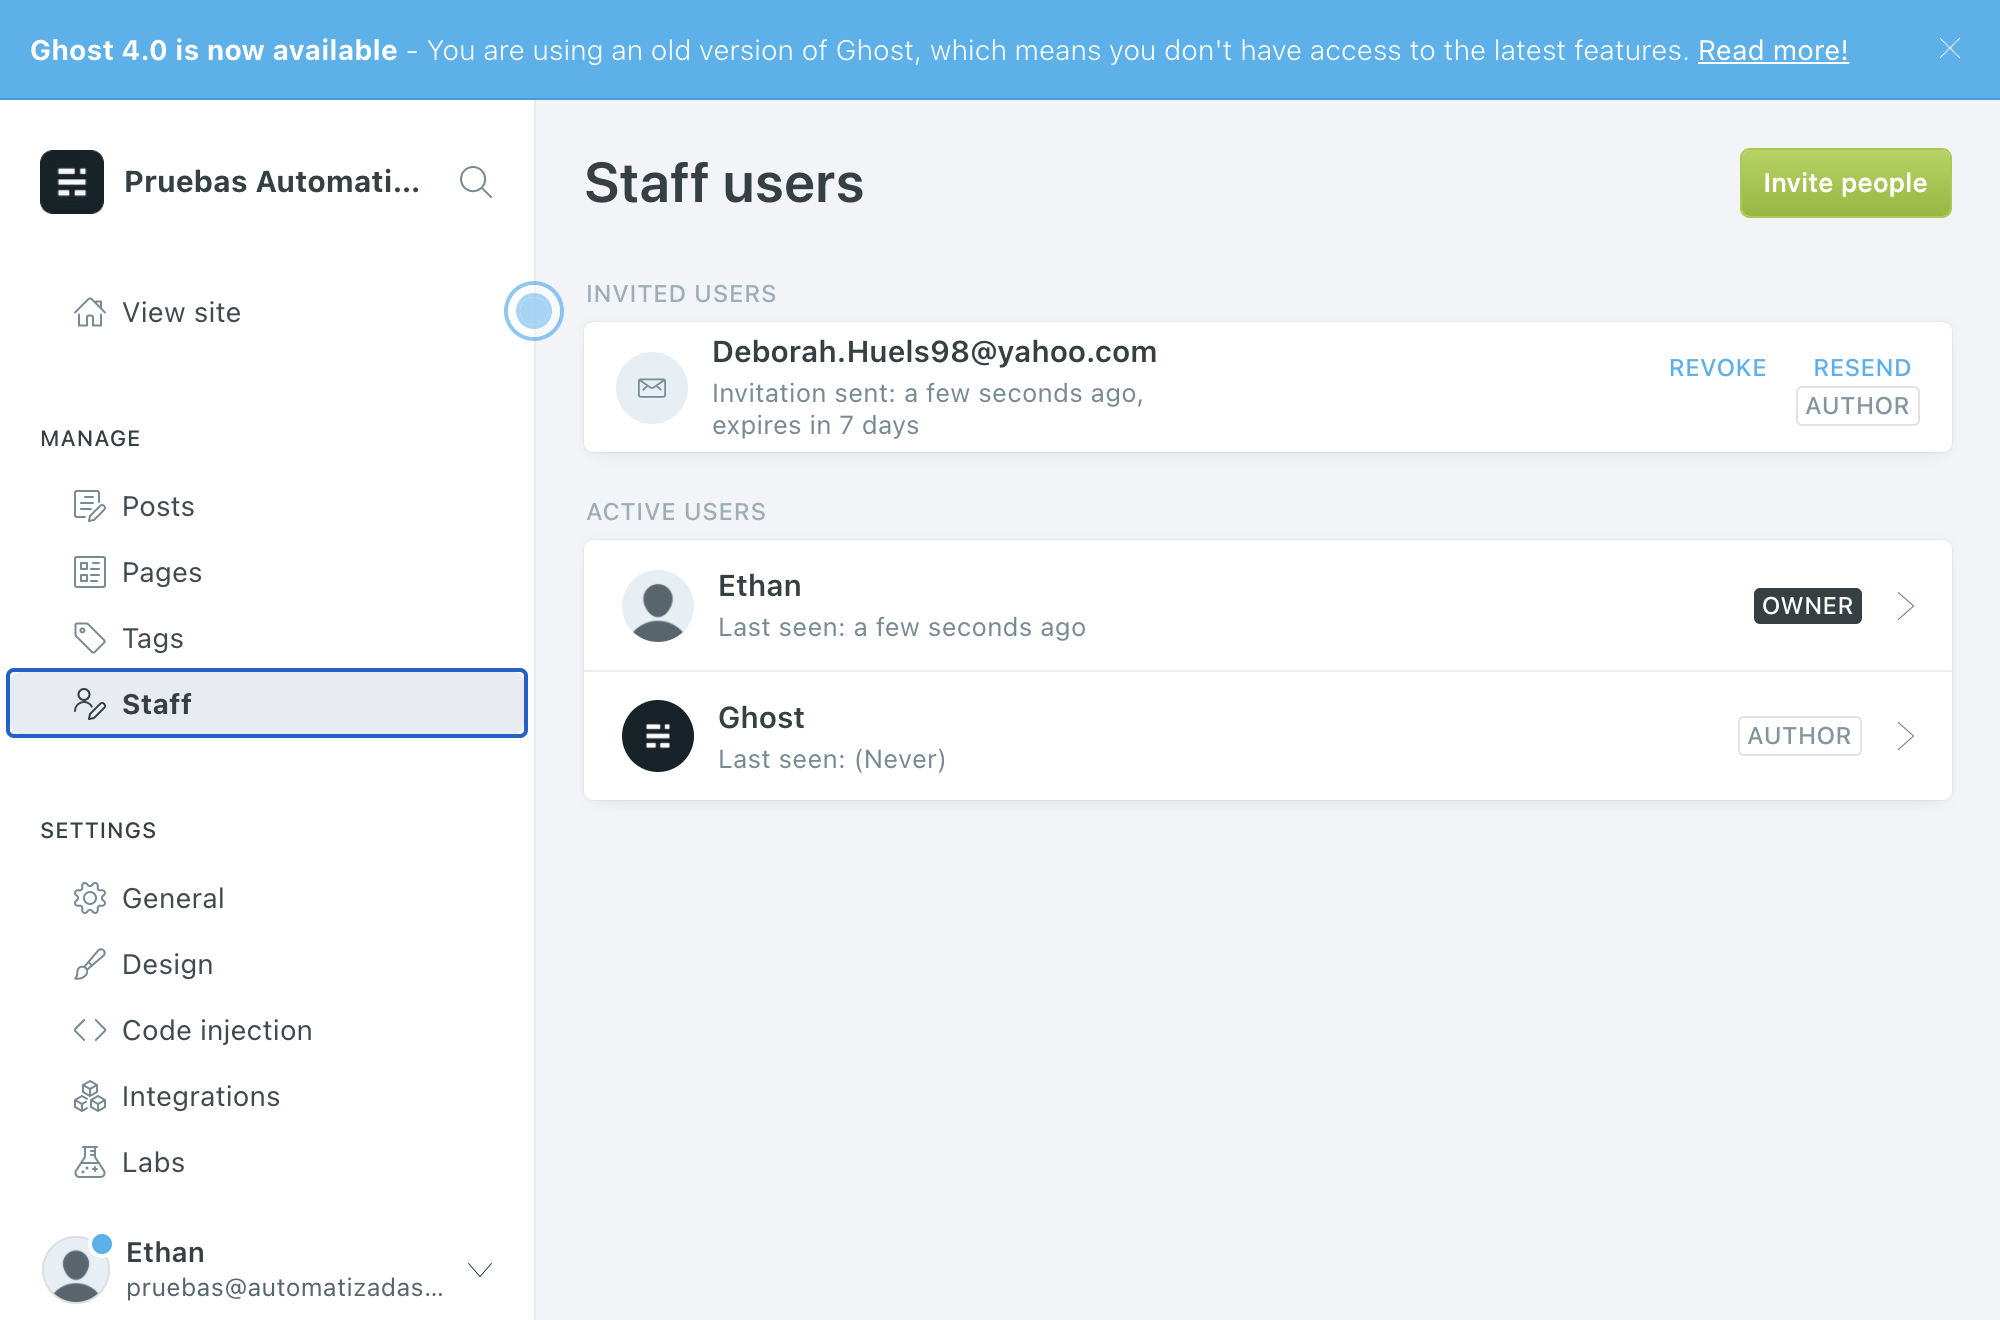 Ghost 4.0 is now available - You are using an old version of Ghost, which means you don't have access to the latest features. Read more!
Pruebas Automati...
View site
MANAGE
Posts
Pages
Tags
Staff
SETTINGS
General
Design
Code injection
Integrations
Labs
Ethan
pruebas@automatizadas...
Staff users
Invite people
INVITED USERS
Deborah.Huels98@yahoo.com
Invitation sent: a few seconds ago,
expires in 7 days
REVOKE RESEND
AUTHOR
ACTIVE USERS
Ethan
Last seen: a few seconds ago
OWNER
Ghost
Last seen: (Never)
AUTHOR